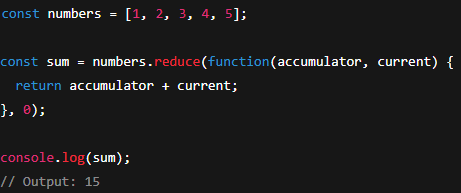 const numbers = [1, 2, 3, 4, 5];
const sum = numbers.reduce(function(accumulator, current) {
  return accumulator + current;
}, 0);
console.log(sum);
// Output: 15